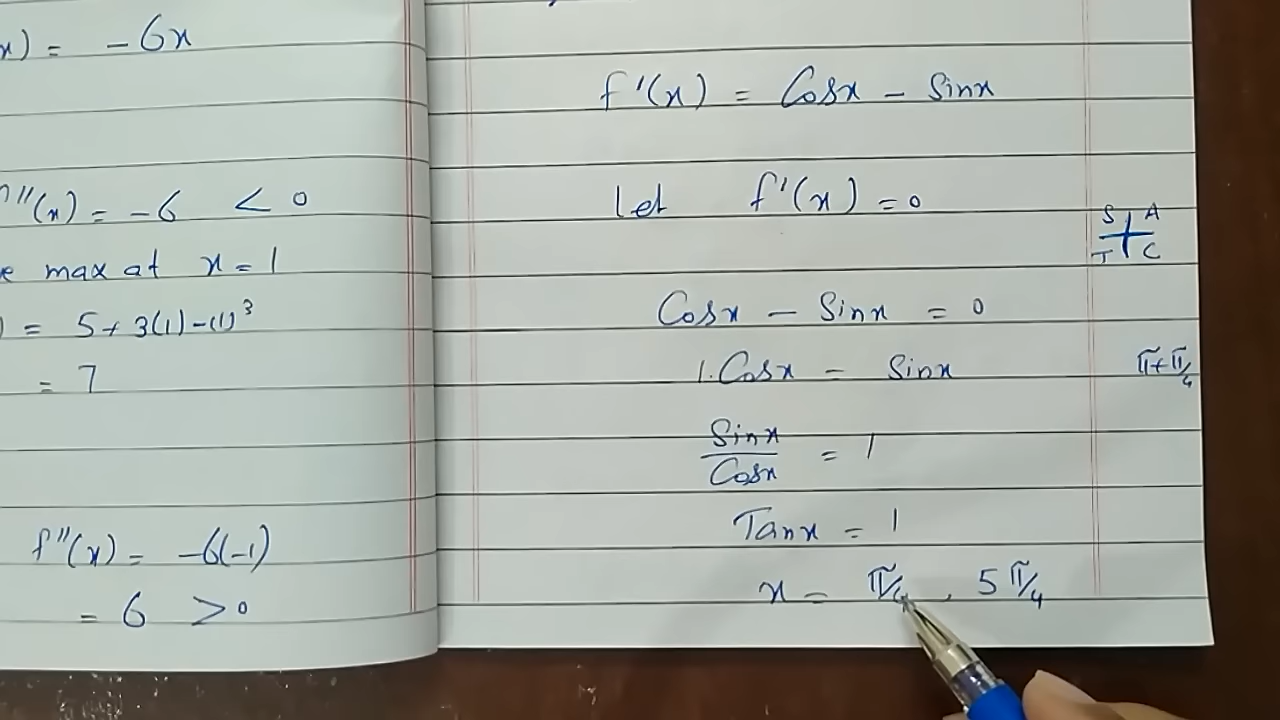 x) = - 6x
f''(x) = -6 < 0
max at x = 1
) = 5 + 3(1) - (1)³
= 7
f''(x) = -6(-1)
= 6 > 0
f'(x) = Cosx - Sinx
Let f'(x) = 0
S A
T C
Cosx - Sinx = 0
1. Cosx = Sinx
π + π/4
Sinx/Cosx = 1
Tanx = 1
x = π/4, 5π/4